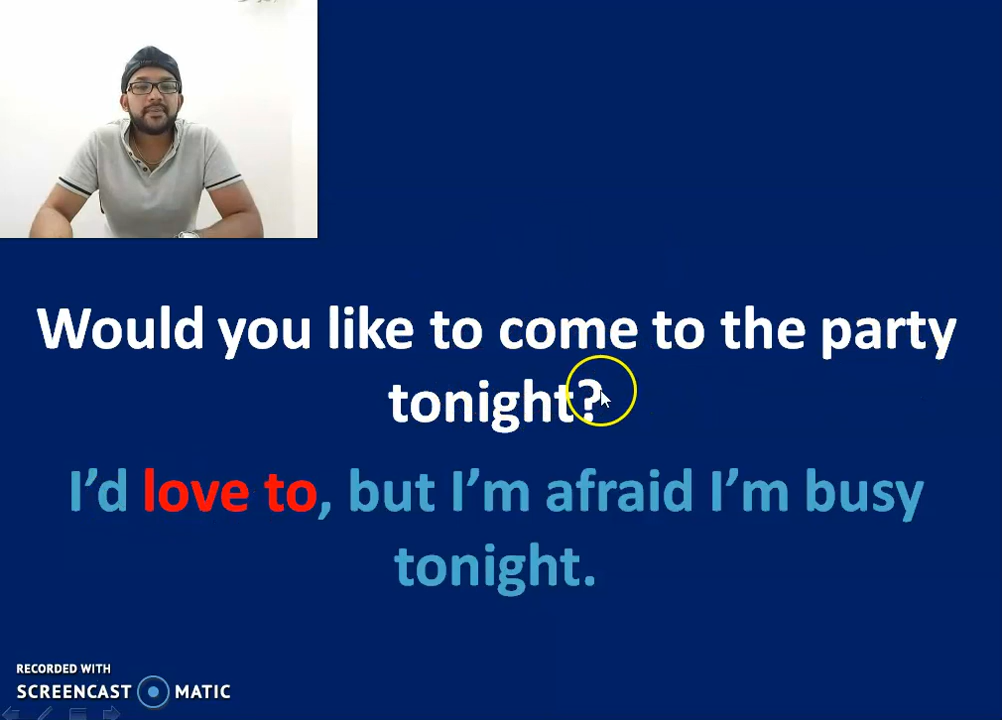 Would you like to come to the party
tonight?
I'd love to, but I'm afraid I'm busy
tonight.
RECORDED WITH
SCREENCAST MATIC